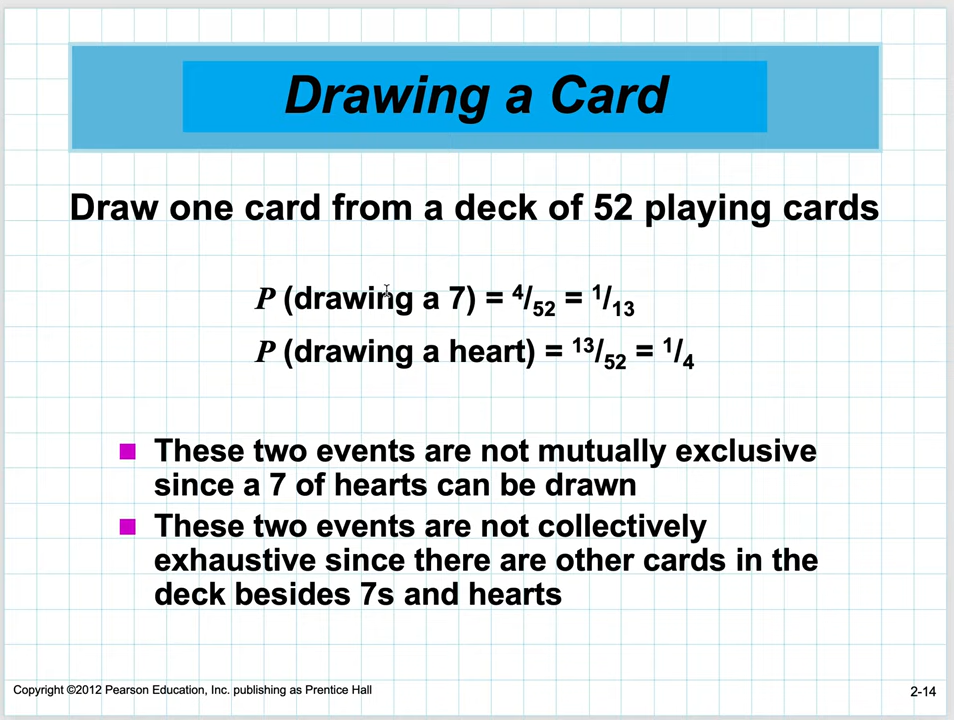 Drawing a Card
Draw one card from a deck of 52 playing cards
P (drawing a 7) = 4/52 = 1/13
P (drawing a heart) = 13/52 = 1/4
These two events are not mutually exclusive
since a 7 of hearts can be drawn
These two events are not collectively
exhaustive since there are other cards in the
deck besides 7s and hearts
Copyright ©2012 Pearson Education, Inc. publishing as Prentice Hall
2-14